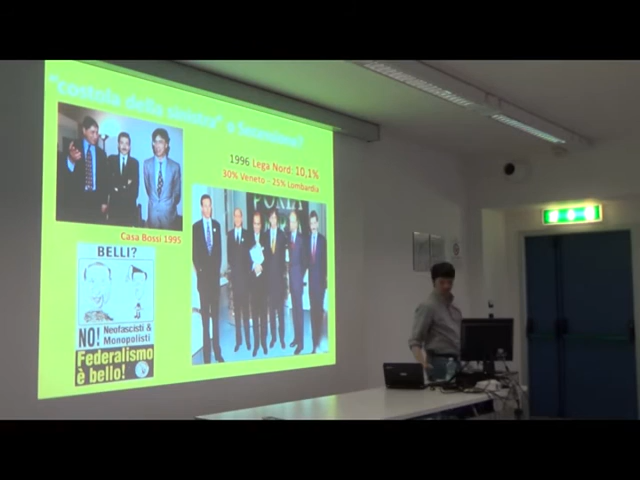 "costola della sinistra" o Secessione?
1996 Lega Nord: 10,1%
30% Veneto - 25% Lombardia
Casa Bossi 1995
BELLI?
NO! Neofascisti &
Monopolisti
Federalismo
è bello!